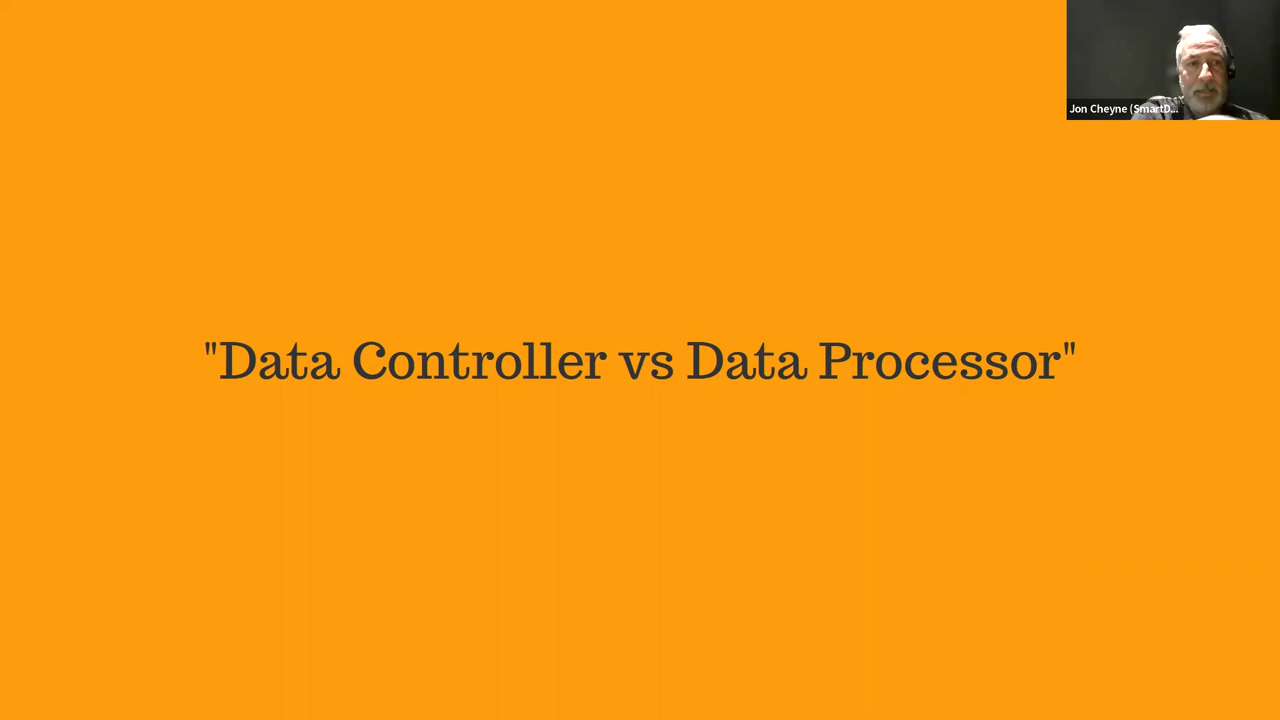 Jon Cheyne (SmartD...
"Data Controller vs Data Processor"